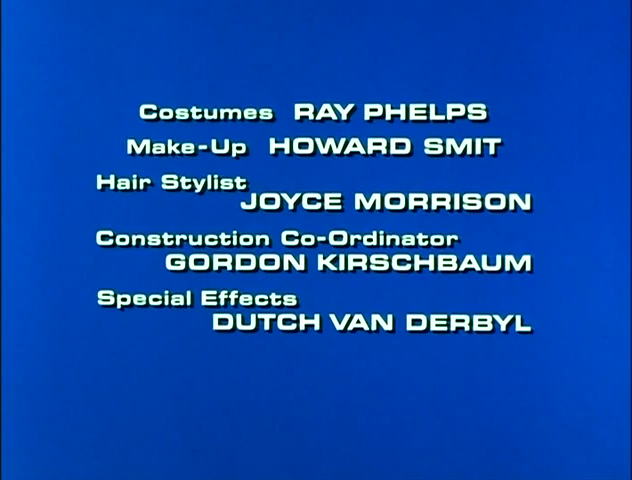 Costumes RAY PHELPS
Make-Up HOWARD SMIT
Hair Stylist
JOYCE MORRISON
Construction Co-Ordinator
GORDON KIRSCHBAUM
Special Effects
DUTCH VAN DERBYL